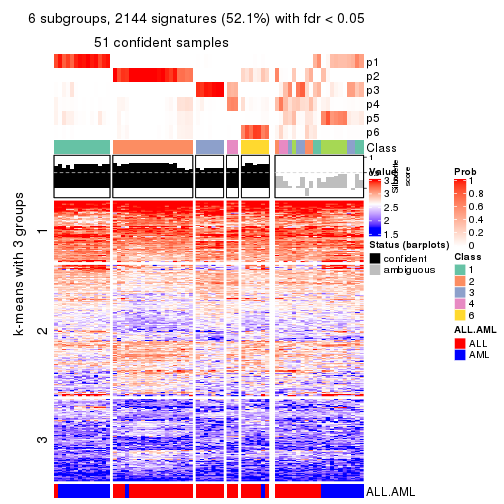 6 subgroups, 2144 signatures (52.1%) with fdr < 0.05
51 confident samples
p1
p2
p3
p4
p5
p6
Class
1
Silhouette
score
k-means with 3 groups
1
2
3
Value
3
2.5
2
1.5
Status (barplots)
confident
ambiguous
Prob
1
0.8
0.6
0.4
0.2
0
Class
1
2
3
4
6
ALL.AML
ALL
AML
ALL.AML